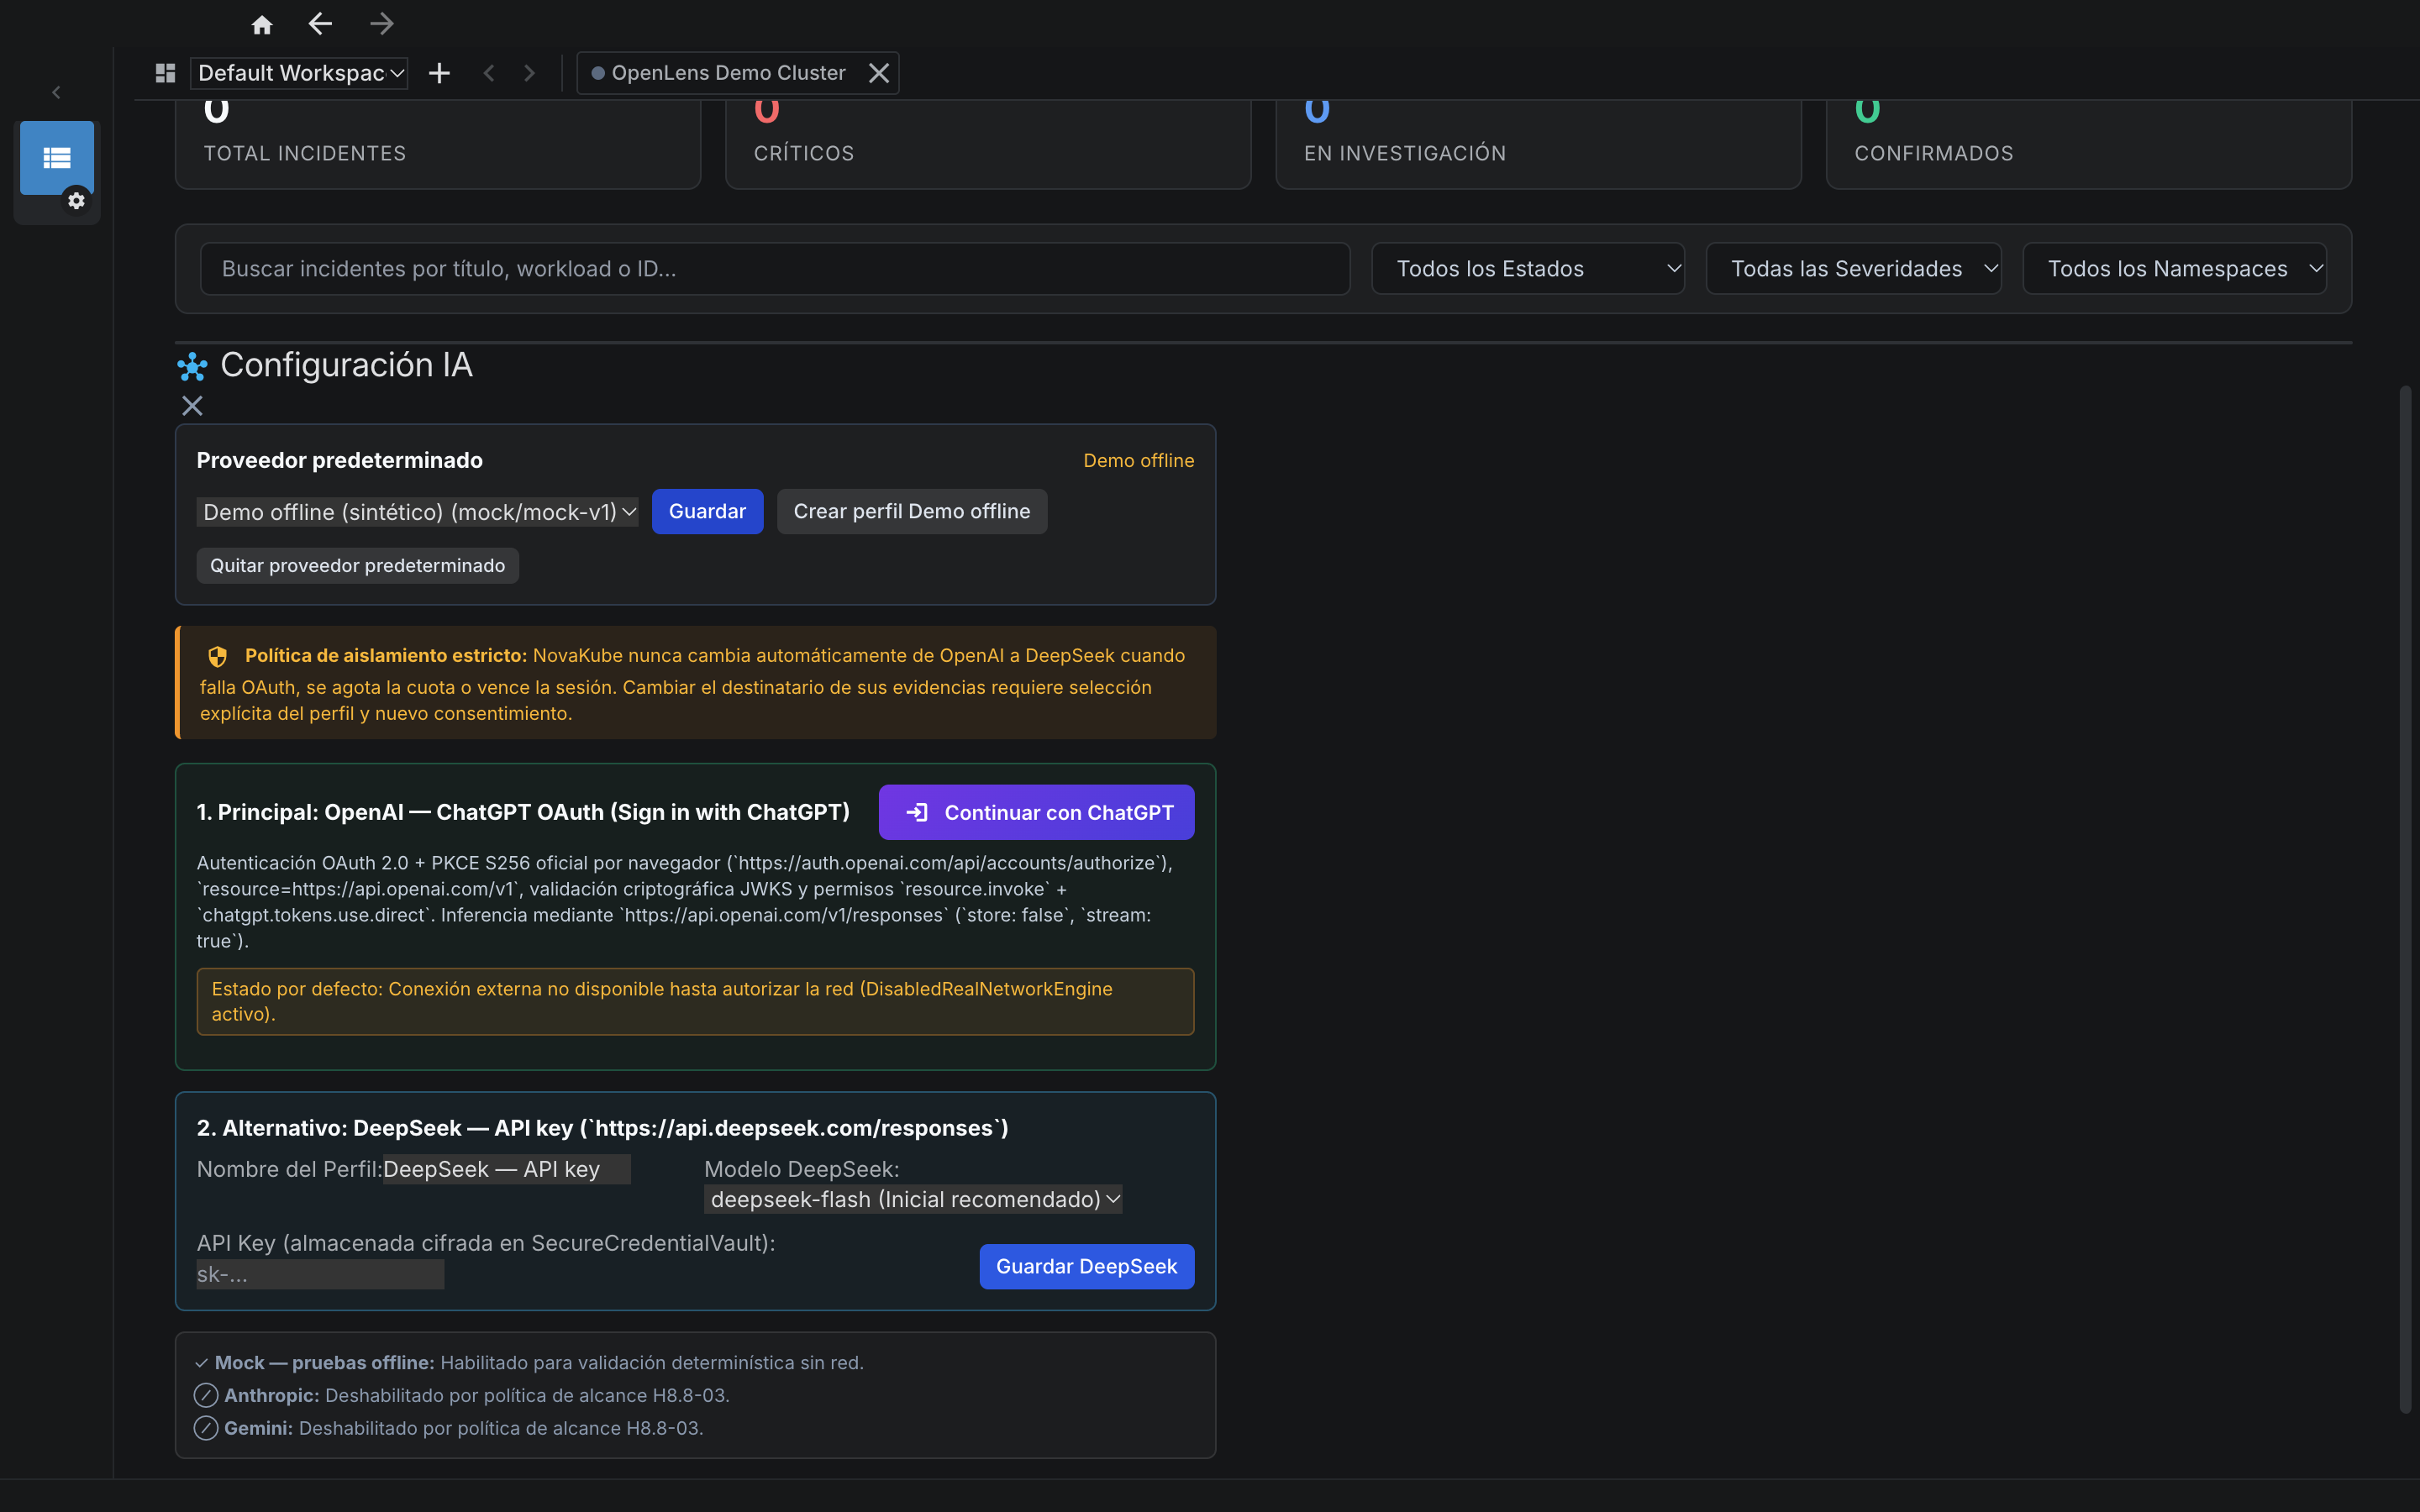 Default Workspac
OpenLens Demo Cluster
0
0
0
0
TOTAL INCIDENTES
CRÍTICOS
EN INVESTIGACIÓN
CONFIRMADOS
Buscar incidentes por título, workload o ID...
Todos los Estados
Todas las Severidades
Todos los Namespaces
Configuración IA
Proveedor predeterminado
Demo offline
Demo offline (sintético) (mock/mock-v1)
Guardar
Crear perfil Demo offline
Quitar proveedor predeterminado
Política de aislamiento estricto: NovaKube nunca cambia automáticamente de OpenAI a DeepSeek cuando
falla OAuth, se agota la cuota o vence la sesión. Cambiar el destinatario de sus evidencias requiere selección
explícita del perfil y nuevo consentimiento.
1. Principal: OpenAI — ChatGPT OAuth (Sign in with ChatGPT)
Continuar con ChatGPT
Autenticación OAuth 2.0 + PKCE S256 oficial por navegador (`https://auth.openai.com/api/accounts/authorize`),
`resource=https://api.openai.com/v1`, validación criptográfica JWKS y permisos `resource.invoke` +
`chatgpt.tokens.use.direct`. Inferencia mediante `https://api.openai.com/v1/responses` (`store: false`, `stream:
true`).
Estado por defecto: Conexión externa no disponible hasta autorizar la red (DisabledRealNetworkEngine
activo).
2. Alternativo: DeepSeek — API key (`https://api.deepseek.com/responses`)
Nombre del Perfil:DeepSeek — API key
Modelo DeepSeek:
deepseek-flash (Inicial recomendado)
API Key (almacenada cifrada en SecureCredentialVault):
sk-...
Guardar DeepSeek
✓ Mock — pruebas offline: Habilitado para validación determinística sin red.
Anthropic: Deshabilitado por política de alcance H8.8-03.
Gemini: Deshabilitado por política de alcance H8.8-03.